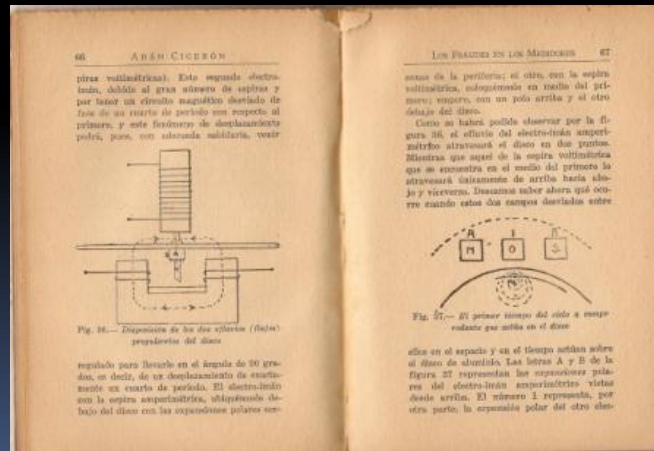 66 ADÁN CICERÓN
piras voltimétricas). Este segundo electro-
imán, debido al gran número de espiras y
por tener un circuito magnético desviado de
fase de un cuarto de período con respecto al
primero, y este fenómeno de desplazamiento
podrá, pues, con adecuada sabiduría, venir
Fig. 36.— Disposición de los dos efluvios (flujos)
propulsorios del disco
regulado para llevarlo en el ángulo de 90 gra-
dos, es decir, de un desplazamiento de exacta-
mente un cuarto de período. El electro-imán
con la espira amperimétrica, ubiquémosle de-
bajo del disco con las expansiones polares cer-
LOS FRAUDES EN LOS MEDIDORES 67
canas de la periferia; el otro, con la espira
voltimétrica, coloquémosle en medio del pri-
mero; empero, con un polo arriba y el otro
debajo del disco.
Como se habrá podido observar por la fi-
gura 36, el efluvio del electro-imán amperi-
métrico atravesará el disco en dos puntos.
Mientras que aquel de la espira voltimétrica
que se encuentra en el medio del primero lo
atravesará únicamente de arriba hacia aba-
jo y viceversa. Deseamos saber ahora qué ocu-
rre cuando estos dos campos desviados entre
A I
M O S
Fig. 37.— El primer tiempo del ciclo a campo
rodante que actúa en el disco
ellos en el espacio y en el tiempo actúan sobre
el disco de aluminio. Las letras A y B de la
figura 37 representan las expansiones pola-
res del electro-imán amperimétrico vistas
desde arriba. El número 1 representa, por
otra parte, la expansión polar del otro elec-